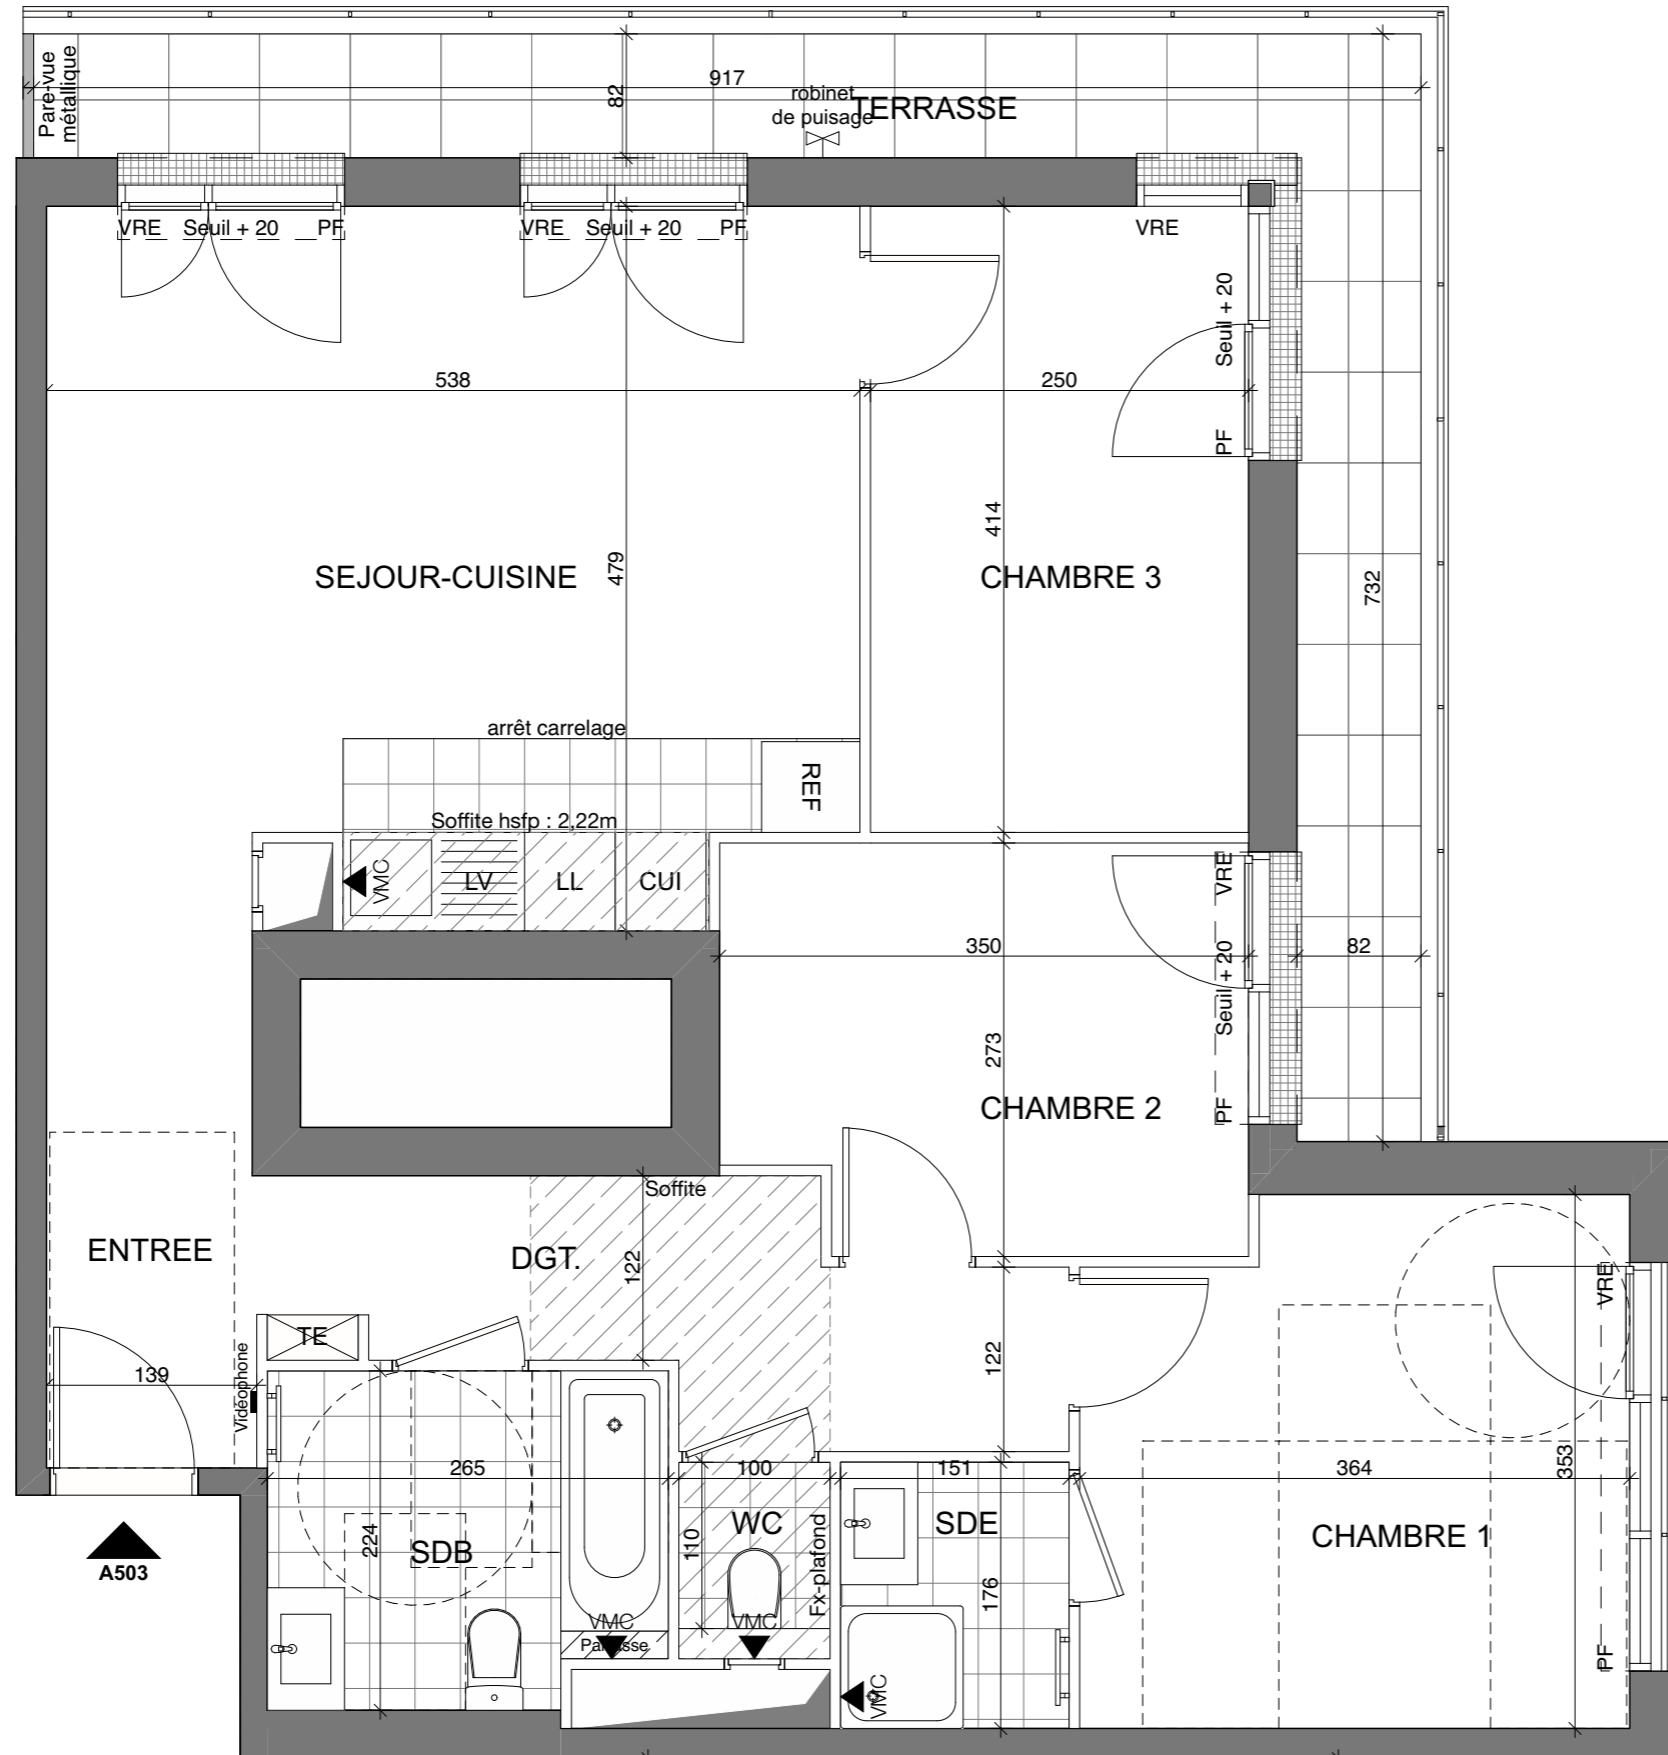 Pare-vue
métallique
82
917
robinet
de puisage
TERRASSE
VRE Seuil + 20 PF
VRE Seuil + 20 PF
VRE
Seuil + 20
PF
538
250
414
479
SEJOUR-CUISINE
CHAMBRE 3
732
arrêt carrelage
REF
Soffite hsfp : 2,22m
VMC
LV
LL
CUI
VRE
Seuil + 20
PF
350
82
273
CHAMBRE 2
Soffite
ENTREE
DGT.
122
122
TE
139
Vidéophone
VRE
265
100
151
364
353
WC
SDE
110
Fx-plafond
CHAMBRE 1
224
SDB
A503
176
VMC
VMC
Paillasse
PF
VMC